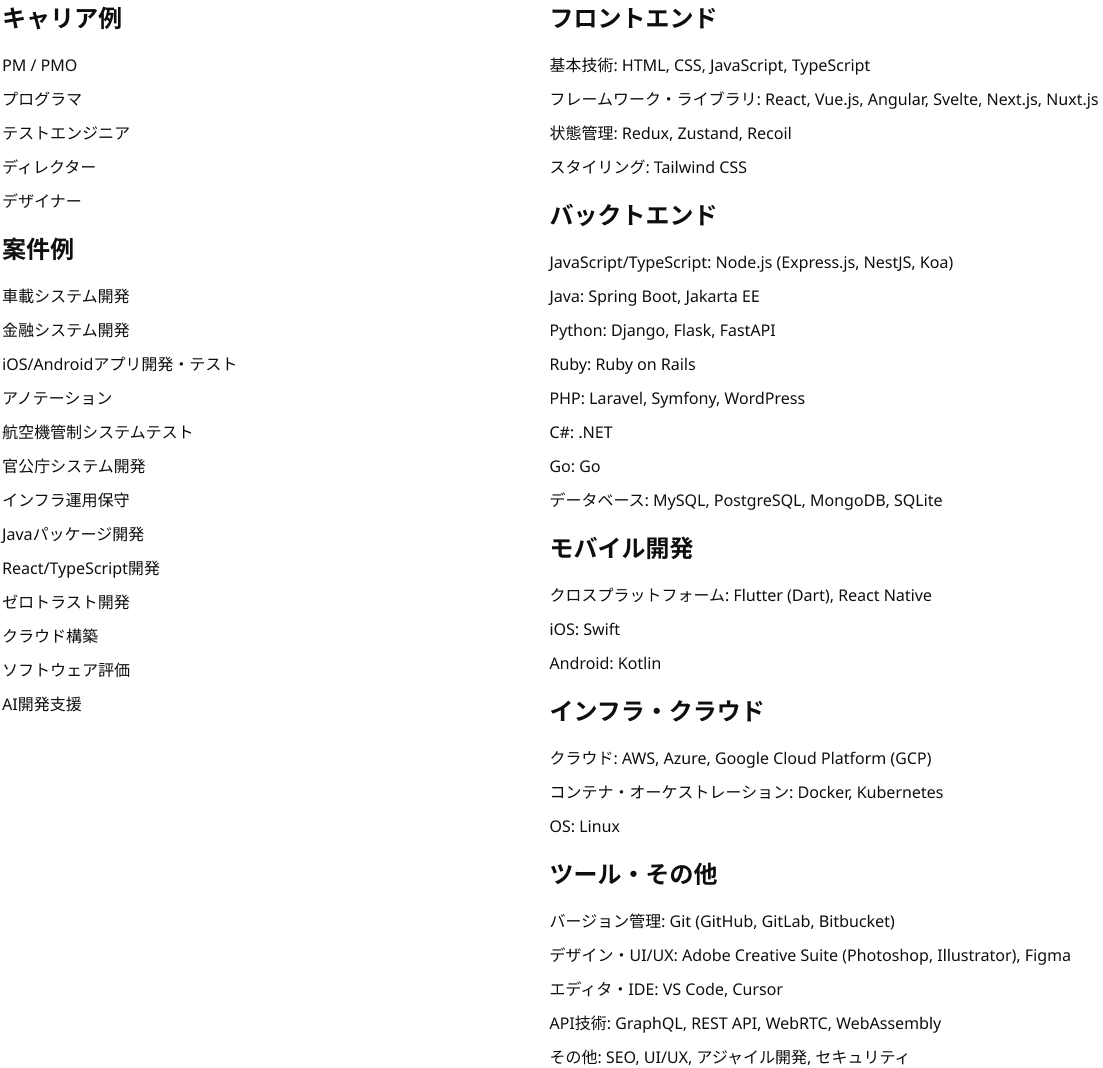 キャリア例
PM / PMO
プログラマ
テストエンジニア
ディレクター
デザイナー
案件例
車載システム開発
金融システム開発
iOS/Androidアプリ開発・テスト
アノテーション
航空機管制システムテスト
官公庁システム開発
インフラ運用保守
Javaパッケージ開発
React/TypeScript開発
ゼロトラスト開発
クラウド構築
ソフトウェア評価
AI開発支援
フロントエンド
基本技術: HTML, CSS, JavaScript, TypeScript
フレームワーク・ライブラリ: React, Vue.js, Angular, Svelte, Next.js, Nuxt.js
状態管理: Redux, Zustand, Recoil
スタイリング: Tailwind CSS
バックトエンド
JavaScript/TypeScript: Node.js (Express.js, NestJS, Koa)
Java: Spring Boot, Jakarta EE
Python: Django, Flask, FastAPI
Ruby: Ruby on Rails
PHP: Laravel, Symfony, WordPress
C#: .NET
Go: Go
データベース: MySQL, PostgreSQL, MongoDB, SQLite
モバイル開発
クロスプラットフォーム: Flutter (Dart), React Native
iOS: Swift
Android: Kotlin
インフラ・クラウド
クラウド: AWS, Azure, Google Cloud Platform (GCP)
コンテナ・オーケストレーション: Docker, Kubernetes
OS: Linux
ツール・その他
バージョン管理: Git (GitHub, GitLab, Bitbucket)
デザイン・UI/UX: Adobe Creative Suite (Photoshop, Illustrator), Figma
エディタ・IDE: VS Code, Cursor
API技術: GraphQL, REST API, WebRTC, WebAssembly
その他: SEO, UI/UX, アジャイル開発, セキュリティ